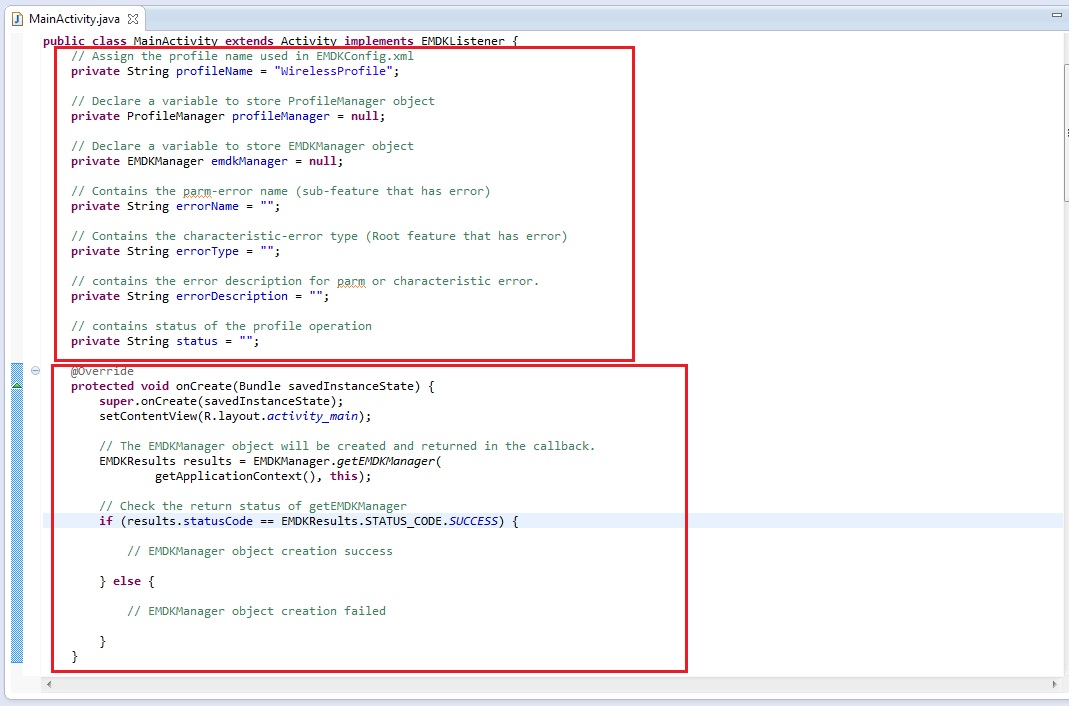 MainActivity.java
public class MainActivity extends Activity implements EMDKListener {
// Assign the profile name used in EMDKConfig.xml
private String profileName = "WirelessProfile";
// Declare a variable to store ProfileManager object
private ProfileManager profileManager = null;
// Declare a variable to store EMDKManager object
private EMDKManager emdkManager = null;
// Contains the parm-error name (sub-feature that has error)
private String errorName = "";
// Contains the characteristic-error type (Root feature that has error)
private String errorType = "";
// contains the error description for parm or characteristic error.
private String errorDescription = "";
// contains status of the profile operation
private String status = "";
@Override
protected void onCreate(Bundle savedInstanceState) {
super.onCreate(savedInstanceState);
setContentView(R.layout.activity_main);
// The EMDKManager object will be created and returned in the callback.
EMDKResults results = EMDKManager.getEMDKManager(
getApplicationContext(), this);
// Check the return status of getEMDKManager
if (results.statusCode == EMDKResults.STATUS_CODE.SUCCESS) {
// EMDKManager object creation success
} else {
// EMDKManager object creation failed
}
}